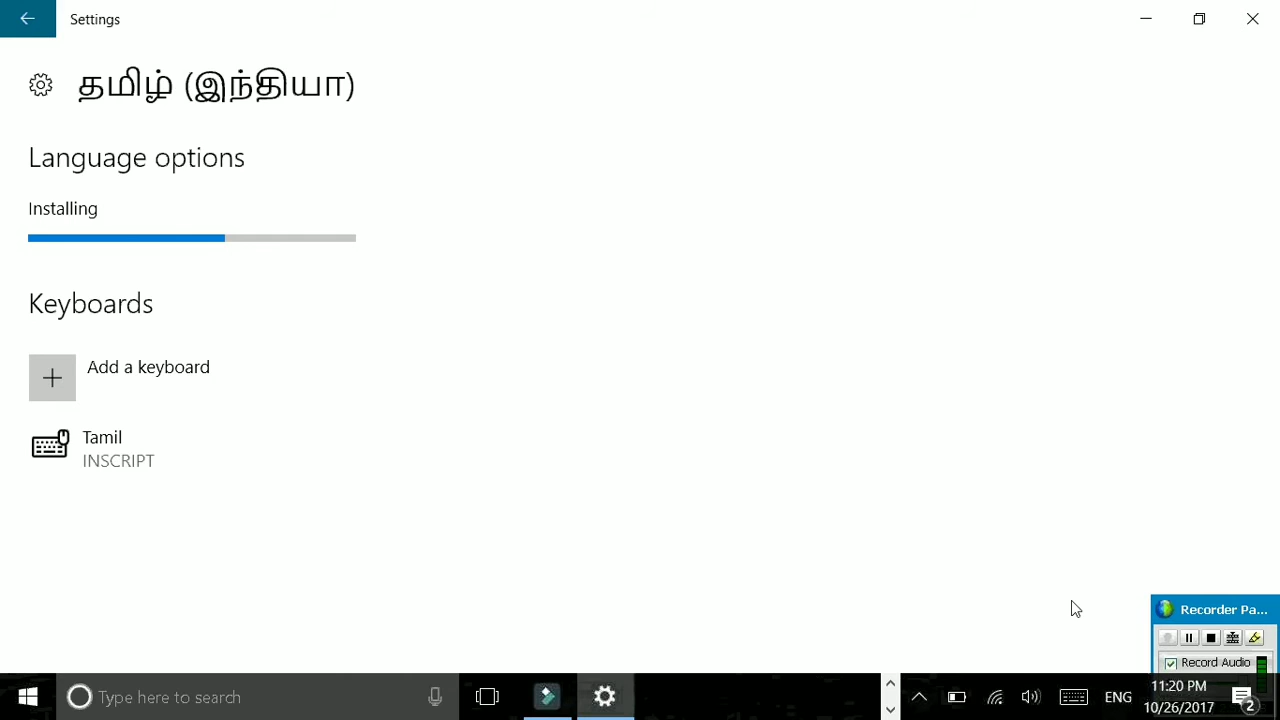 Settings
தமிழ் (இந்தியா)
Language options
Installing
Keyboards
Add a keyboard
Tamil
INSCRIPT
Recorder Pa...
Record Audio
Type here to search
ENG
11:20 PM
10/26/2017
2